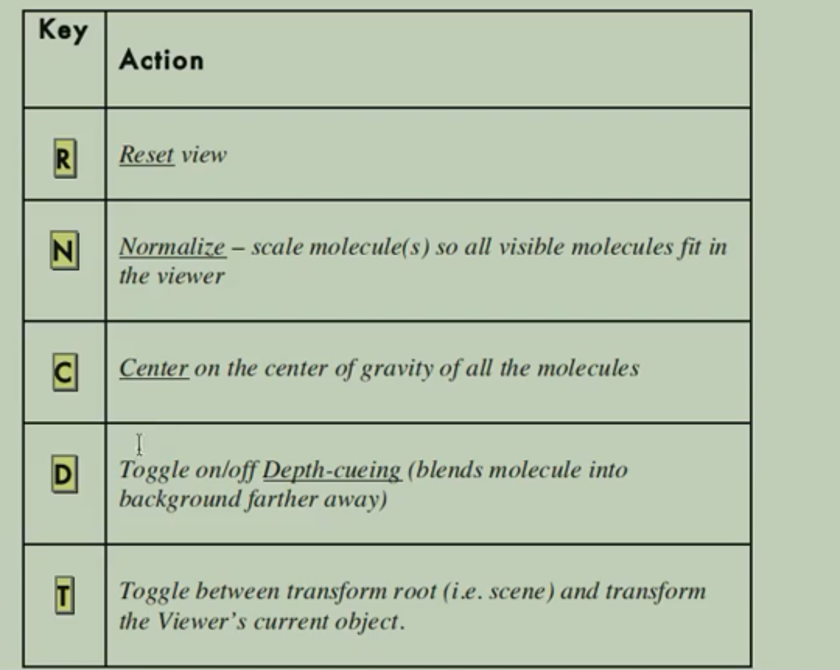 Key
Action
R
Reset view
N
Normalize – scale molecule(s) so all visible molecules fit in
the viewer
C
Center on the center of gravity of all the molecules
D
Toggle on/off Depth-cueing (blends molecule into
background farther away)
T
Toggle between transform root (i.e. scene) and transform
the Viewer's current object.